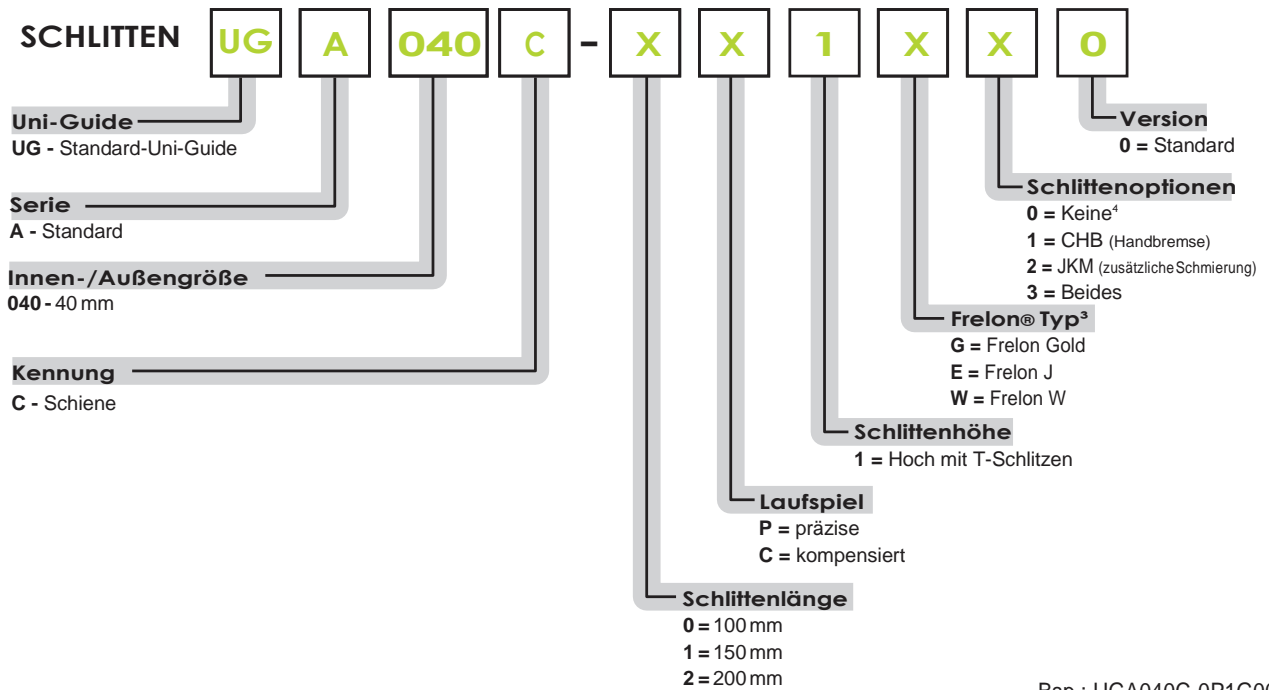 SCHLITTEN UG A 040 C - X X 1 X X 0
Uni-Guide
UG - Standard-Uni-Guide
Serie
A - Standard
Innen-/Außengröße
040 - 40 mm
Kennung
C - Schiene
Version
0 = Standard
Schlittenoptionen
0 = Keine⁴
1 = CHB (Handbremse)
2 = JKM (zusätzliche Schmierung)
3 = Beides
Frelon® Typ³
G = Frelon Gold
E = Frelon J
W = Frelon W
Schlittenhöhe
1 = Hoch mit T-Schlitzen
Laufspiel
P = präzise
C = kompensiert
Schlittenlänge
0 = 100 mm
1 = 150 mm
2 = 200 mm